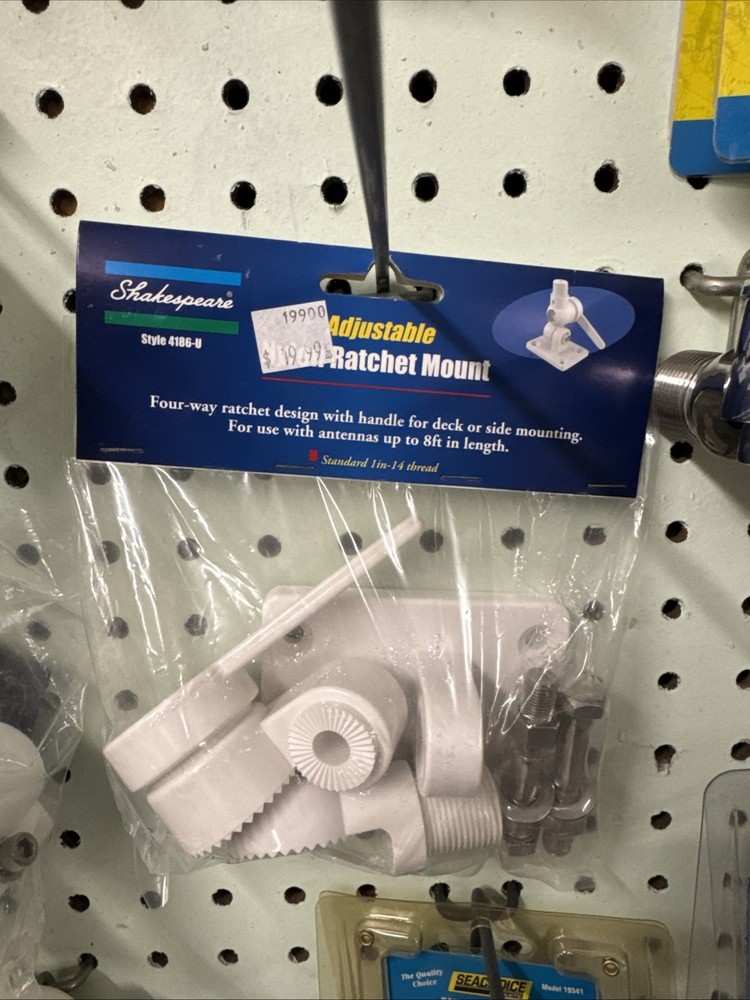 Shakespeare®
Style 4186-U
19900
$ 19.99
Adjustable
Ratchet Mount
Four-way ratchet design with handle for deck or side mounting.
For use with antennas up to 8ft in length.
Standard 1in-14 thread
The Quality
Choice
SEACHOICE
Model 19541